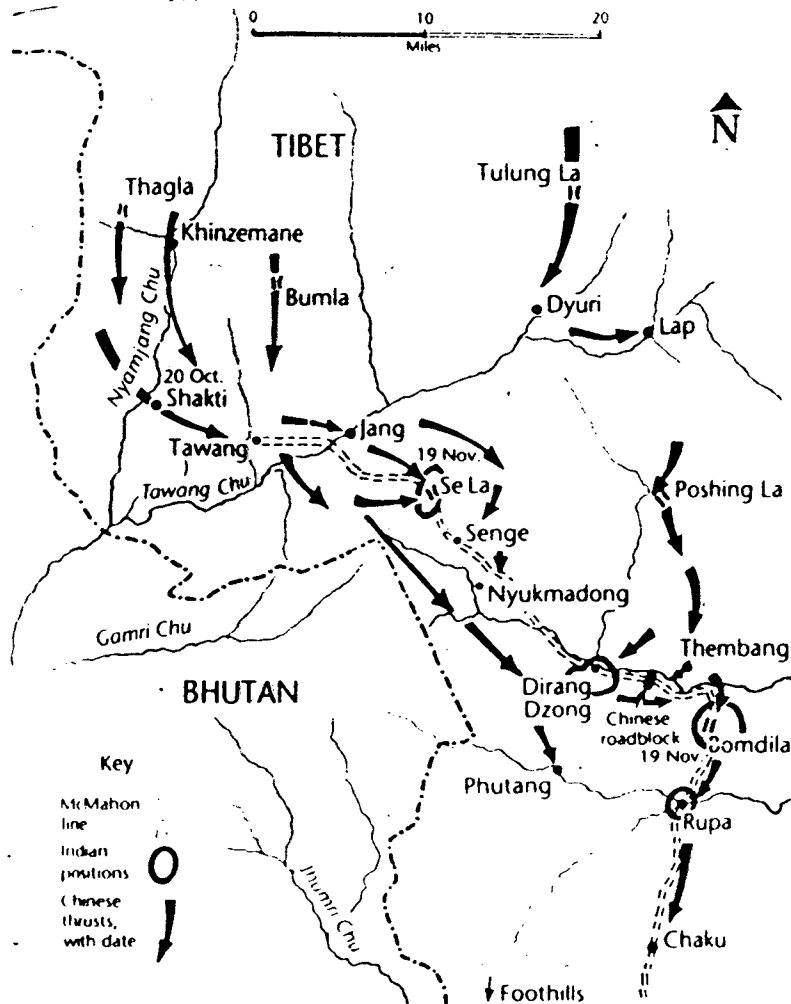 0 10 20
Miles
N
TIBET
Tulung La
Thagla
Khinzemane
Bumla
Nyamjang Chu
Dyuri
Lap
20 Oct.
Shakti
Jang
Tawang
19 Nov.
Tawang Chu
Se La
Poshing La
Senge
Nyukmadong
Gamri Chu
Thembang
BHUTAN
Dirang
Dzong
Chinese
roadblock
19 Nov.
Bomdila
Phutang
Rupa
Key
McMahon
line
Indian
positions
Chinese
thrusts,
with date
Jhumri Chu
Chaku
Foothills